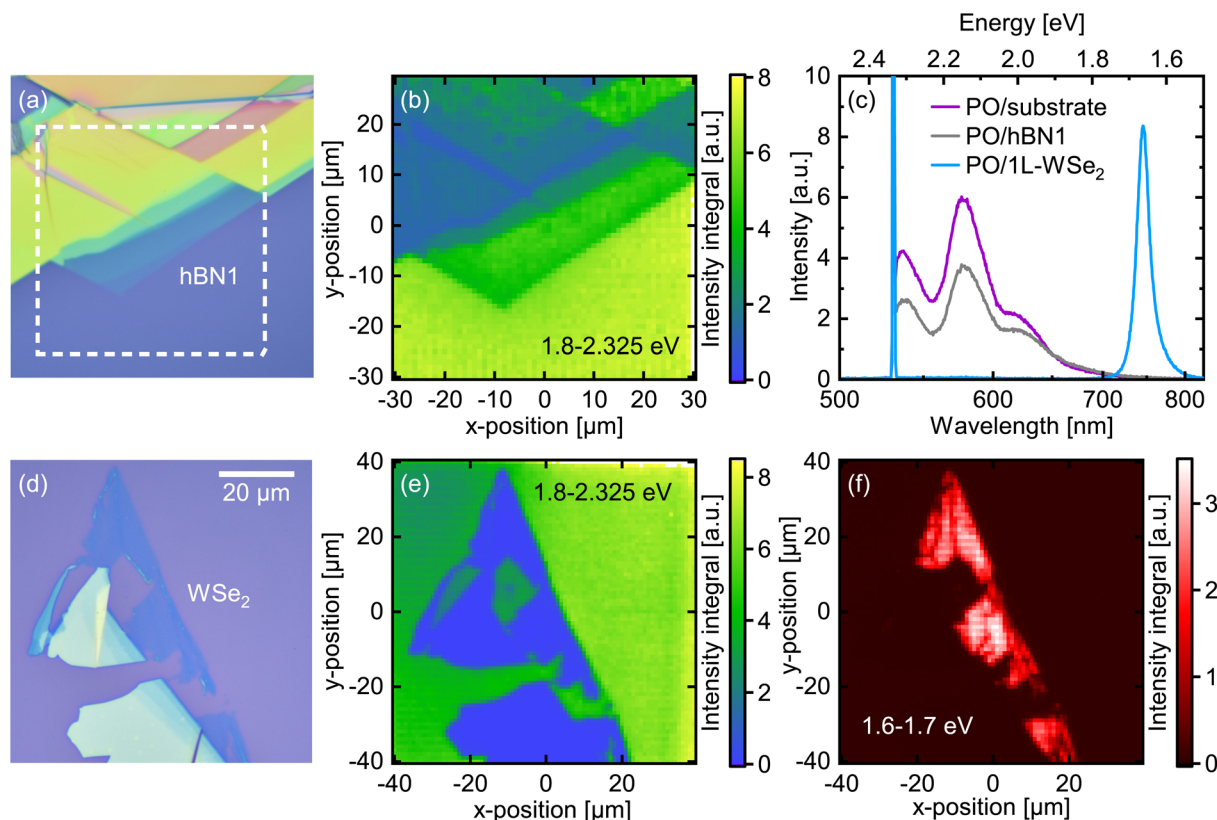 (a)
hBN1
(b)
1.8-2.325 eV
20
10
0
-10
-20
-30
y-position [µm]
-30 -20 -10 0 10 20 30
x-position [µm]
8
6
4
2
0
Intensity integral [a.u.]
Energy [eV]
2.4 2.2 2.0 1.8 1.6
(c)
PO/substrate
PO/hBN1
PO/1L-WSe₂
10
8
6
4
2
0
Intensity [a.u.]
500 600 700 800
Wavelength [nm]
(d)
20 µm
WSe₂
(e)
1.8-2.325 eV
40
20
0
-20
-40
y-position [µm]
-40 -20 0 20
x-position [µm]
8
6
4
2
0
Intensity integral [a.u.]
(f)
1.6-1.7 eV
40
20
0
-20
-40
y-position [µm]
-40 -20 0 20
x-position [µm]
3
2
1
0
Intensity integral [a.u.]